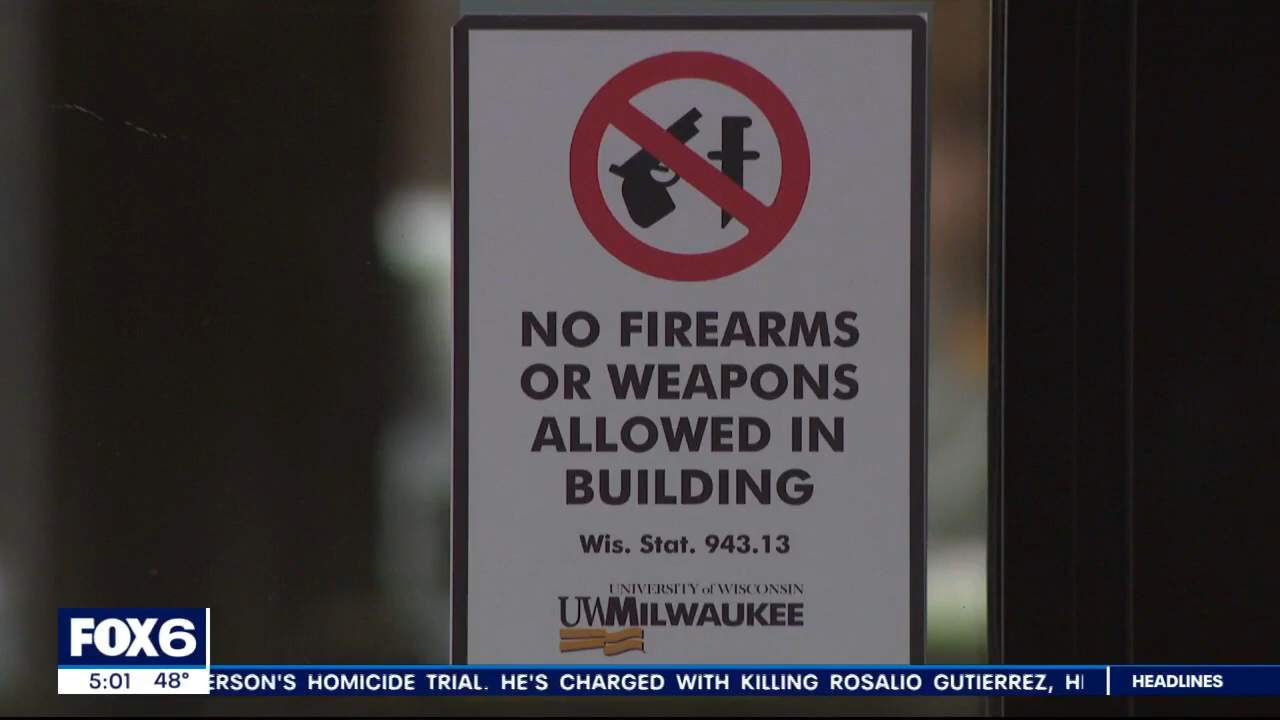 NO FIREARMS
OR WEAPONS
ALLOWED IN
BUILDING
Wis. Stat. 943.13
UNIVERSITY of WISCONSIN
UWMILWAUKEE
FOX6
5:01 48°
ERSON'S HOMICIDE TRIAL. HE'S CHARGED WITH KILLING ROSALIO GUTIERREZ,
HEADLINES